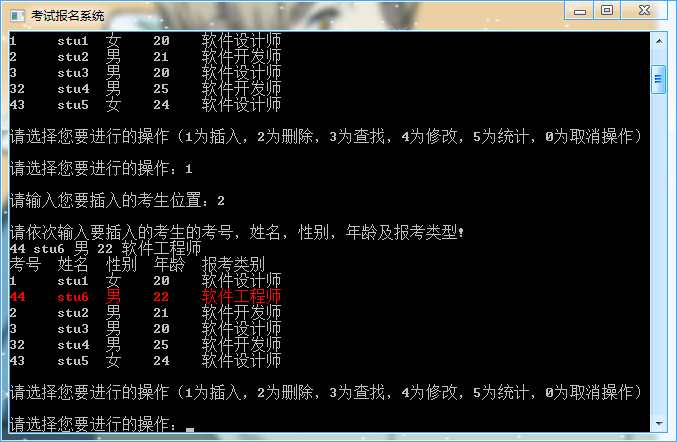 考试报名系统
1 stu1 女 20 软件设计师
2 stu2 男 21 软件开发师
3 stu3 男 20 软件设计师
32 stu4 男 25 软件开发师
43 stu5 女 24 软件设计师
请选择您要进行的操作（1为插入，2为删除，3为查找，4为修改，5为统计，0为取消操作）
请选择您要进行的操作：1
请输入您要插入的考生位置：2
请依次输入要插入的考生的考号，姓名，性别，年龄及报考类型！
44 stu6 男 22 软件工程师
考号 姓名 性别 年龄 报考类别
1 stu1 女 20 软件设计师
44 stu6 男 22 软件工程师
2 stu2 男 21 软件开发师
3 stu3 男 20 软件设计师
32 stu4 男 25 软件开发师
43 stu5 女 24 软件设计师
请选择您要进行的操作（1为插入，2为删除，3为查找，4为修改，5为统计，0为取消操作）
请选择您要进行的操作：